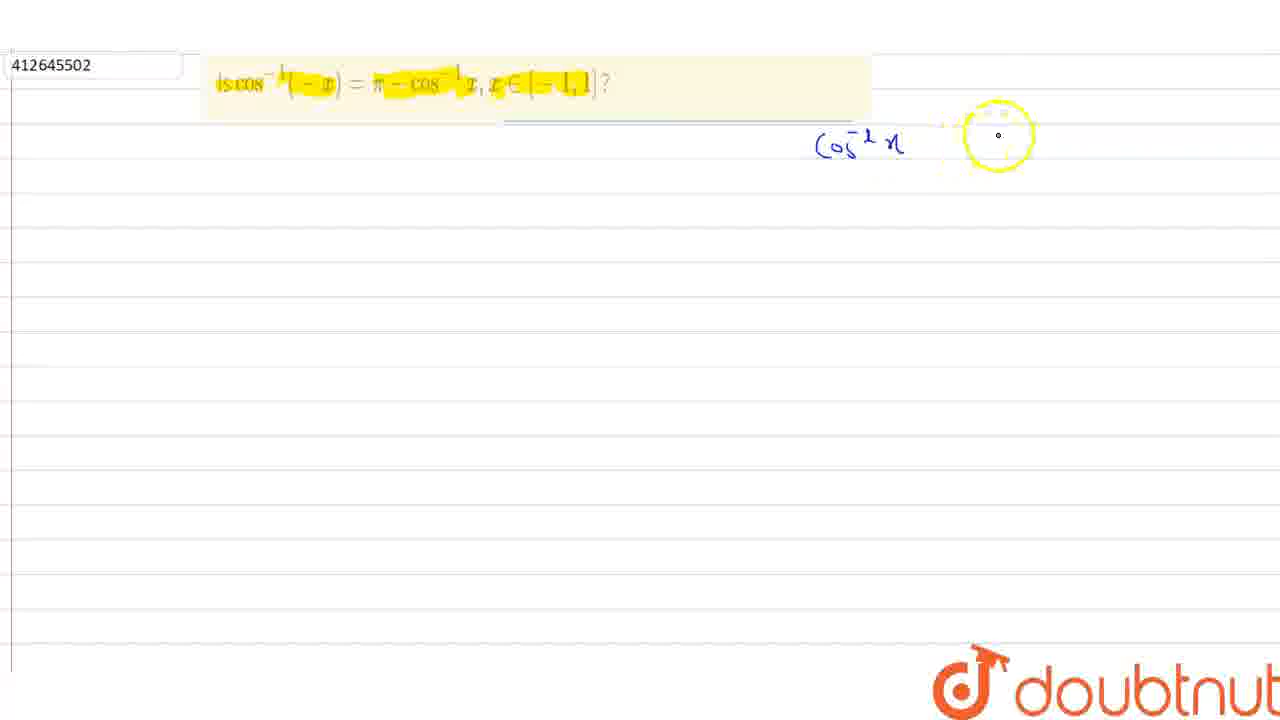 412645502
is cos⁻¹(−x) = π − cos⁻¹ x, x ∈ [−1, 1]?
cos⁻¹ x
doubtnut